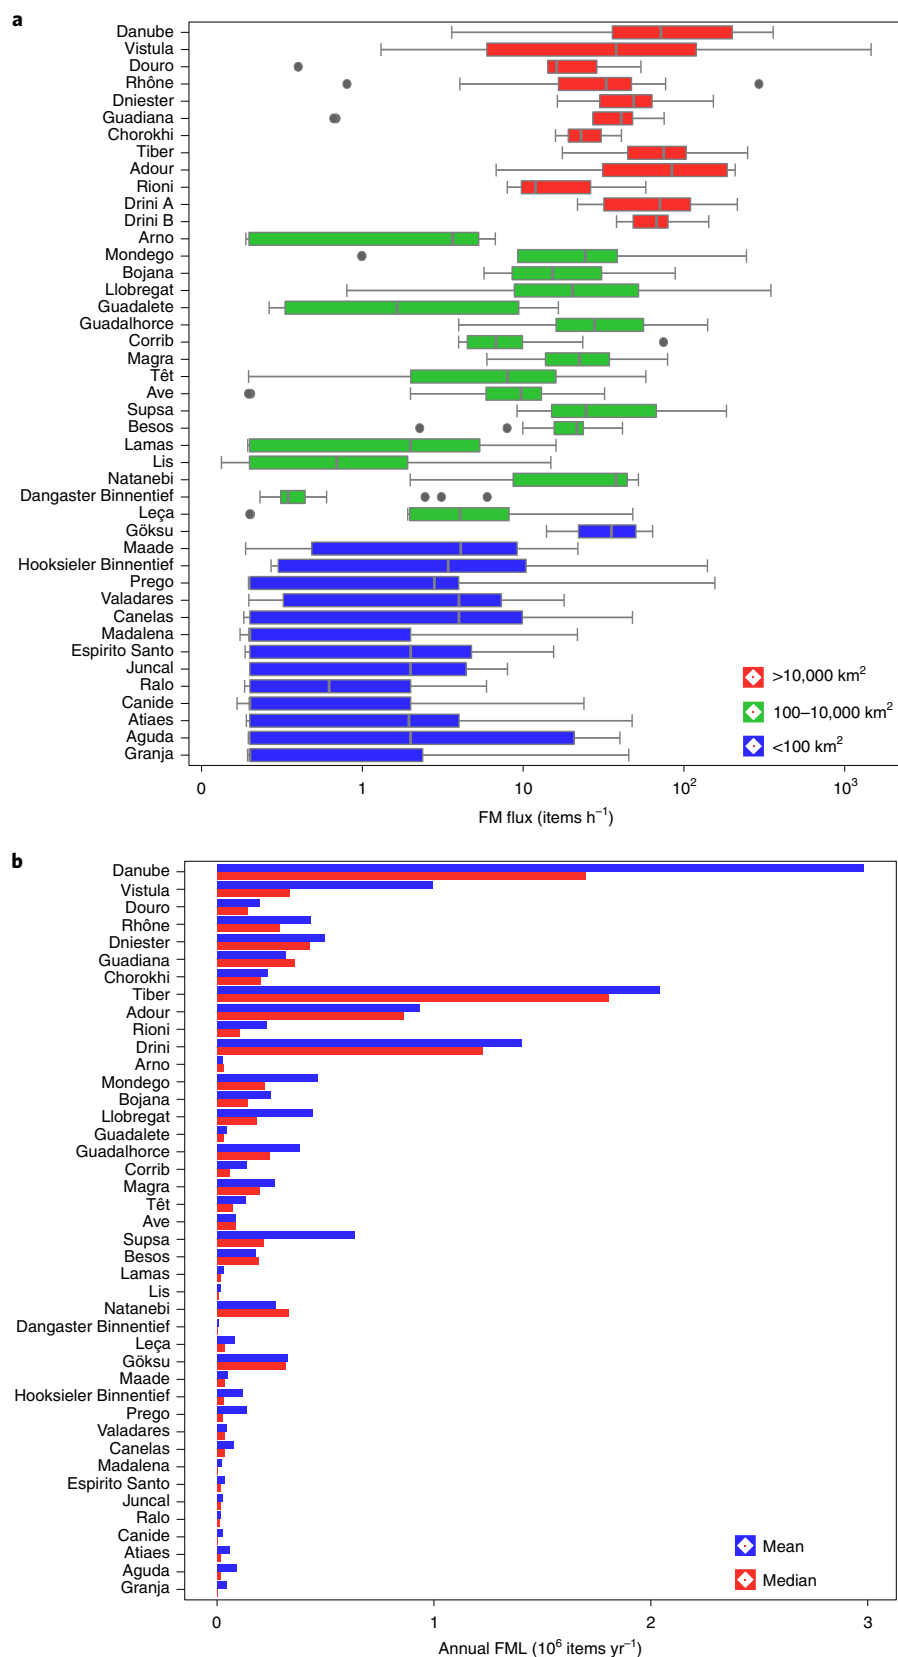 a
Danube
Vistula
Douro
Rhône
Dniester
Guadiana
Chorokhi
Tiber
Adour
Rioni
Drini A
Drini B
Arno
Mondego
Bojana
Llobregat
Guadalete
Guadalhorce
Corrib
Magra
Têt
Ave
Supsa
Besos
Lamas
Lis
Natanebi
Dangaster Binnentief
Leça
Göksu
Maade
Hooksieler Binnentief
Prego
Valadares
Canelas
Madalena
Espirito Santo
Juncal
Ralo
Canide
Atiaes
Aguda
Granja
>10,000 km²
100–10,000 km²
<100 km²
0 1 10 10² 10³
FM flux (items h⁻¹)
b
Danube
Vistula
Douro
Rhône
Dniester
Guadiana
Chorokhi
Tiber
Adour
Rioni
Drini
Arno
Mondego
Bojana
Llobregat
Guadalete
Guadalhorce
Corrib
Magra
Têt
Ave
Supsa
Besos
Lamas
Lis
Natanebi
Dangaster Binnentief
Leça
Göksu
Maade
Hooksieler Binnentief
Prego
Valadares
Canelas
Madalena
Espirito Santo
Juncal
Ralo
Canide
Atiaes
Aguda
Granja
Mean
Median
0 1 2 3
Annual FML (10⁶ items yr⁻¹)